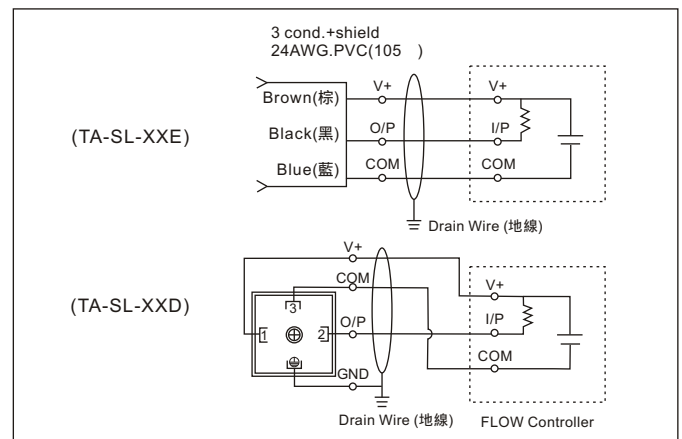 3 cond.+shield
24AWG.PVC(105 )
(TA-SL-XXE)
Brown(棕)
Black(黑)
Blue(藍)
V+
O/P
COM
V+
I/P
COM
Drain Wire (地線)
(TA-SL-XXD)
V+
COM
O/P
GND
3
1
2
V+
I/P
COM
Drain Wire (地線)
FLOW Controller